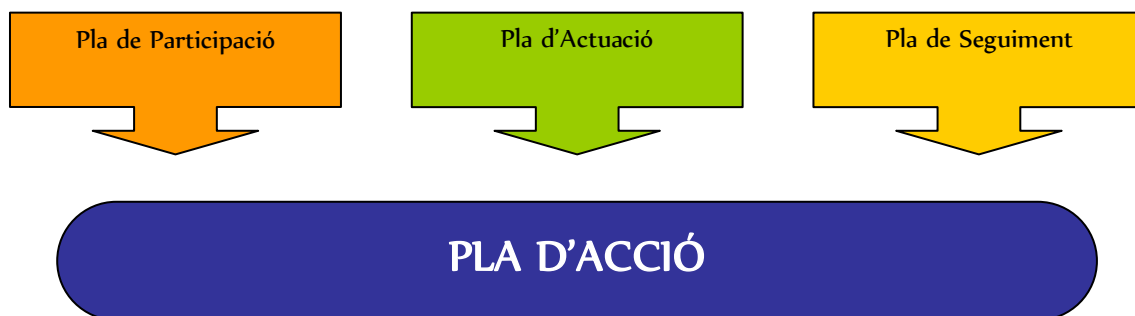 Pla de Participació
Pla d’Actuació
Pla de Seguiment
PLA D’ACCIÓ